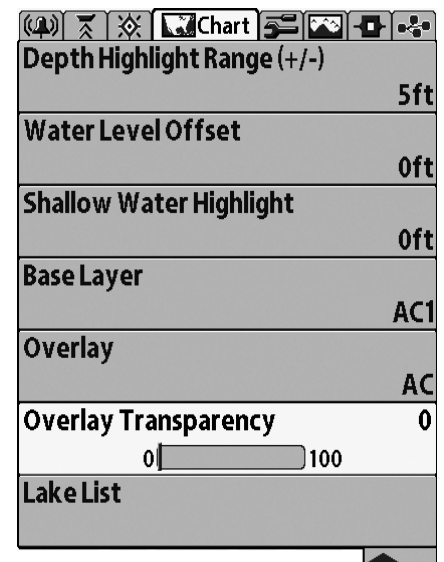 Chart
Depth Highlight Range (+/-)
5ft
Water Level Offset
0ft
Shallow Water Highlight
0ft
Base Layer
AC1
Overlay
AC
Overlay Transparency 0
0 100
Lake List